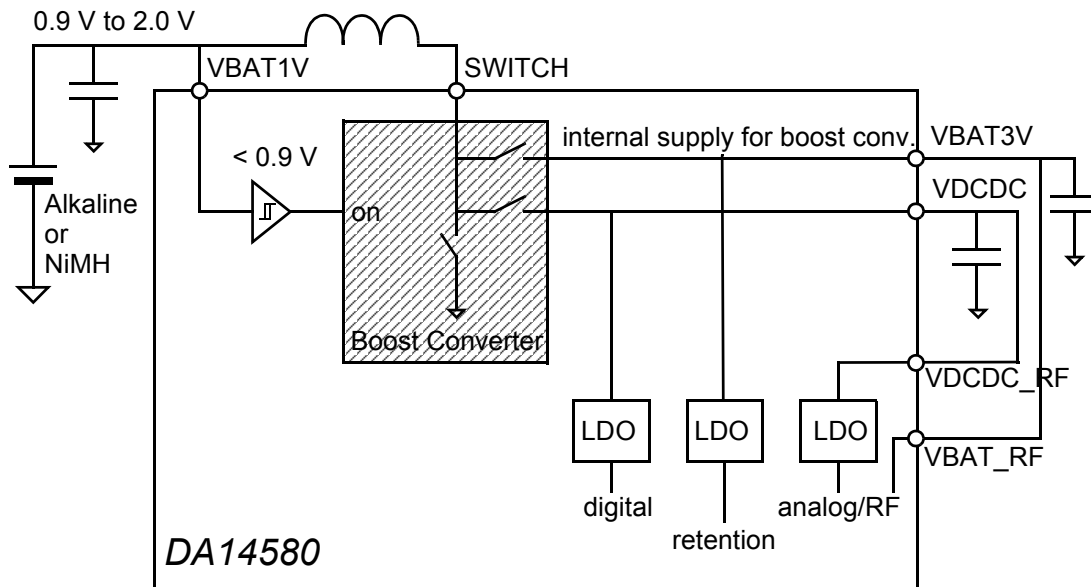 0.9 V to 2.0 V
VBAT1V
SWITCH
internal supply for boost conv.
VBAT3V
< 0.9 V
VDCDC
Alkaline
or
NiMH
on
Boost Converter
VDCDC_RF
LDO
LDO
LDO
VBAT_RF
digital
analog/RF
retention
DA14580